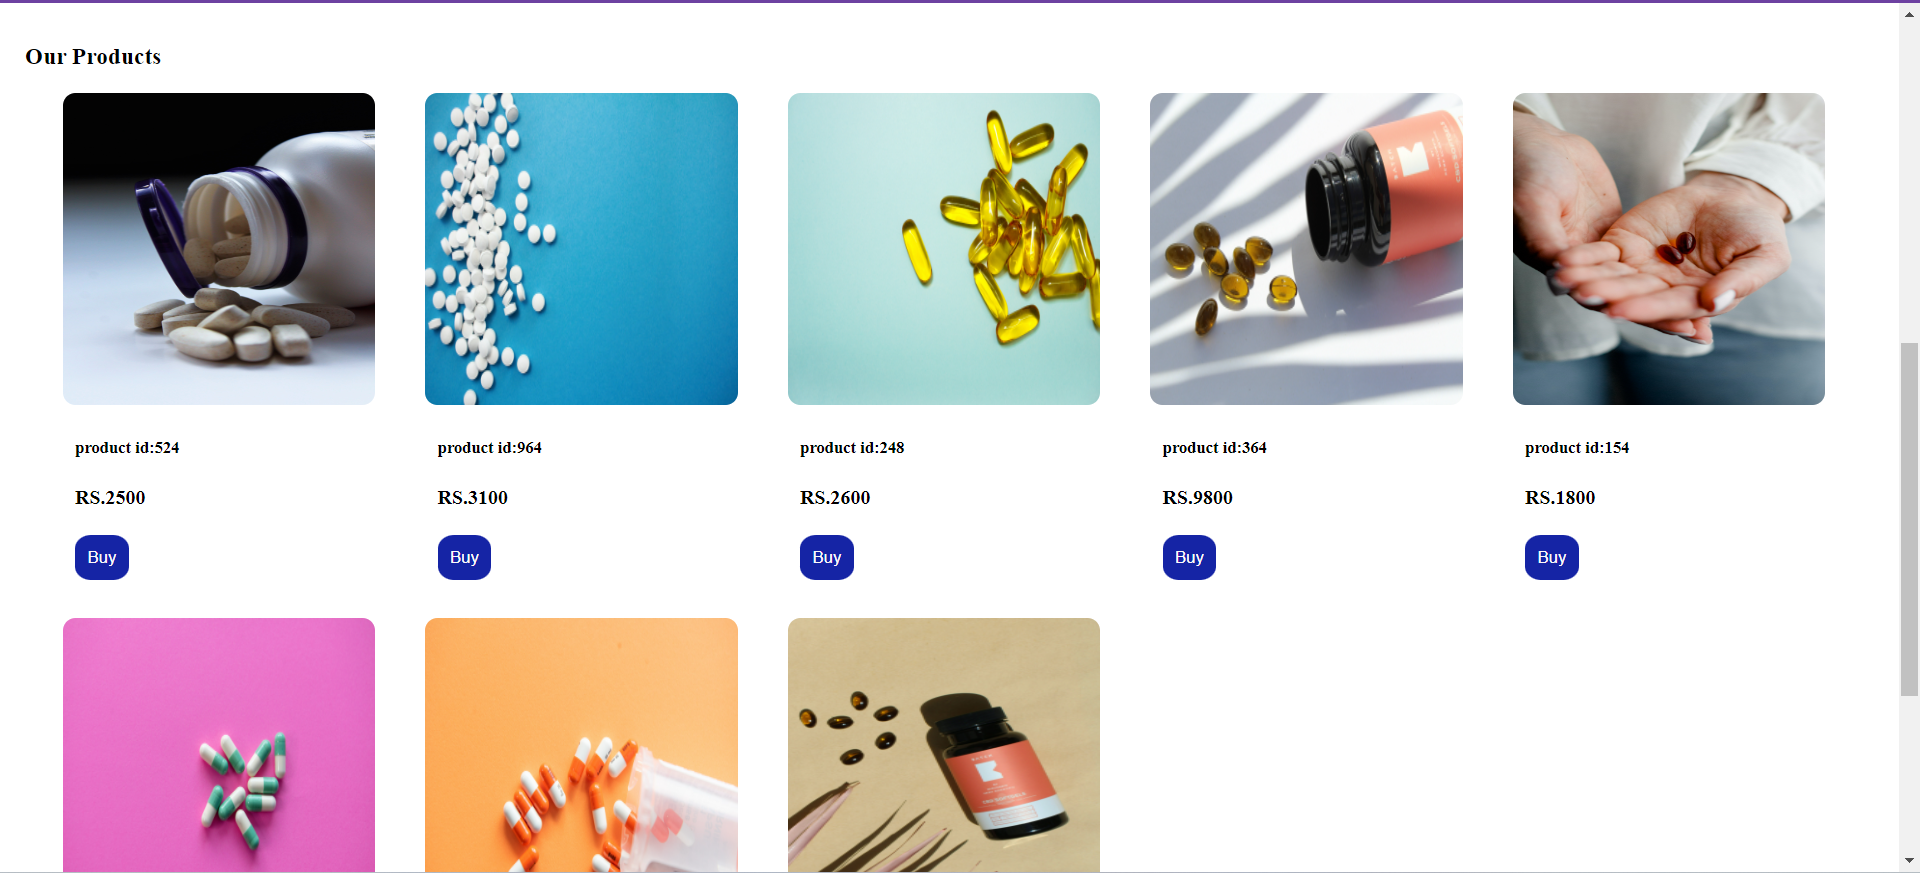 Our Products
product id:524
RS.2500
Buy
product id:964
RS.3100
Buy
product id:248
RS.2600
Buy
product id:364
RS.9800
Buy
product id:154
RS.1800
Buy